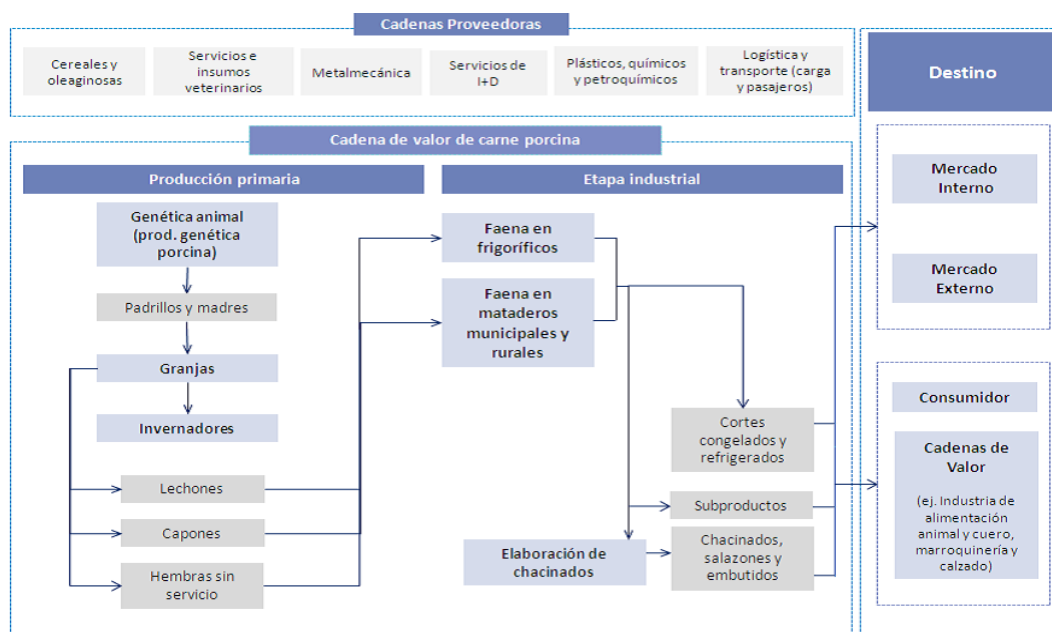 Cadenas Proveedoras
Cereales y
oleaginosas
Servicios e
insumos
veterinarios
Metalmecánica
Servicios de
I+D
Plásticos, químicos
y petroquímicos
Logística y
transporte (carga
y pasajeros)
Destino
Cadena de valor de carne porcina
Producción primaria
Etapa industrial
Genética animal
(prod. genética
porcina)
Padrillos y madres
Granjas
Invernadores
Lechones
Capones
Hembras sin
servicio
Faena en
frigoríficos
Faena en
mataderos
municipales y
rurales
Cortes
congelados y
refrigerados
Subproductos
Elaboración de
chacinados
Chacinados,
salazones y
embutidos
Mercado
Interno
Mercado
Externo
Consumidor
Cadenas de
Valor
(ej. Industria de
alimentación
animal y cuero,
marroquinería y
calzado)